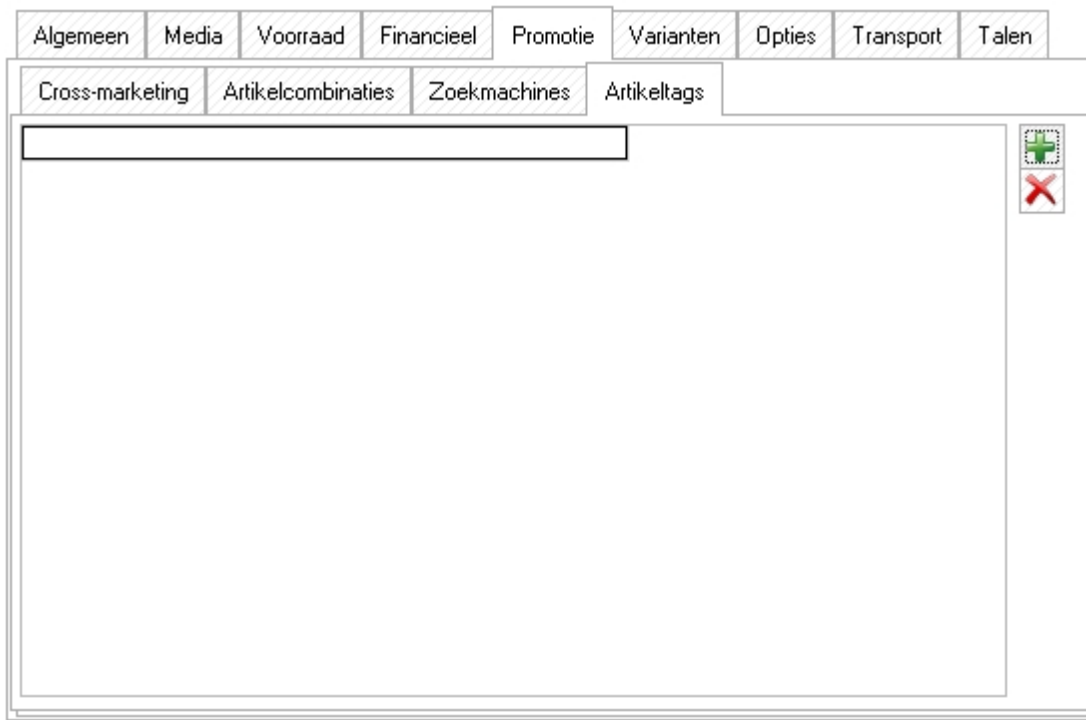 Algemeen Media Voorraad Financieel Promotie Varianten Opties Transport Talen
Cross-marketing Artikelcombinaties Zoekmachines Artikeltags